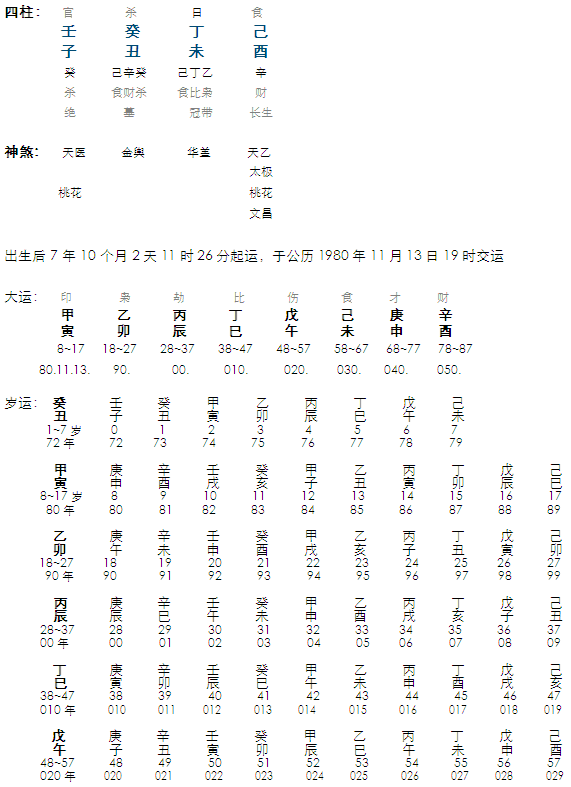 四柱： 官 杀 日 食
壬 癸 丁 己
子 丑 未 酉
癸 己辛癸 己丁乙 辛
杀 食财杀 食比枭 财
绝 墓 冠带 长生
神煞： 天医 金舆 华盖 天乙
太极
桃花 桃花
文昌
出生后 7 年 10 个月 2 天 11 时 26 分起运，于公历 1980 年 11 月 13 日 19 时交运
大运： 印 枭 劫 比 伤 食 才 财
甲 乙 丙 丁 戊 己 庚 辛
寅 卯 辰 巳 午 未 申 酉
8~17 18~27 28~37 38~47 48~57 58~67 68~77 78~87
80.11.13. 90. 00. 010. 020. 030. 040. 050.
岁运： 癸 壬 癸 甲 乙 丙 丁 戊 己
丑 子 丑 寅 卯 辰 巳 午 未
1~7 岁 0 1 2 3 4 5 6 7
72 年 72 73 74 75 76 77 78 79
甲 庚 辛 壬 癸 甲 乙 丙 丁 戊 己
寅 申 酉 戌 亥 子 丑 寅 卯 辰 巳
8~17 岁 8 9 10 11 12 13 14 15 16 17
80 年 80 81 82 83 84 85 86 87 88 89
乙 庚 辛 壬 癸 甲 乙 丙 丁 戊 己
卯 午 未 申 酉 戌 亥 子 丑 寅 卯
18~27 18 19 20 21 22 23 24 25 26 27
90 年 90 91 92 93 94 95 96 97 98 99
丙 庚 辛 壬 癸 甲 乙 丙 丁 戊 己
辰 辰 巳 午 未 申 酉 戌 亥 子 丑
28~37 28 29 30 31 32 33 34 35 36 37
00 年 00 01 02 03 04 05 06 07 08 09
丁 庚 辛 壬 癸 甲 乙 丙 丁 戊 己
巳 寅 卯 辰 巳 午 未 申 酉 戌 亥
38~47 38 39 40 41 42 43 44 45 46 47
010 年 010 011 012 013 014 015 016 017 018 019
戊 庚 辛 壬 癸 甲 乙 丙 丁 戊 己
午 子 丑 寅 卯 辰 巳 午 未 申 酉
48~57 48 49 50 51 52 53 54 55 56 57
020 年 020 021 022 023 024 025 026 027 028 029